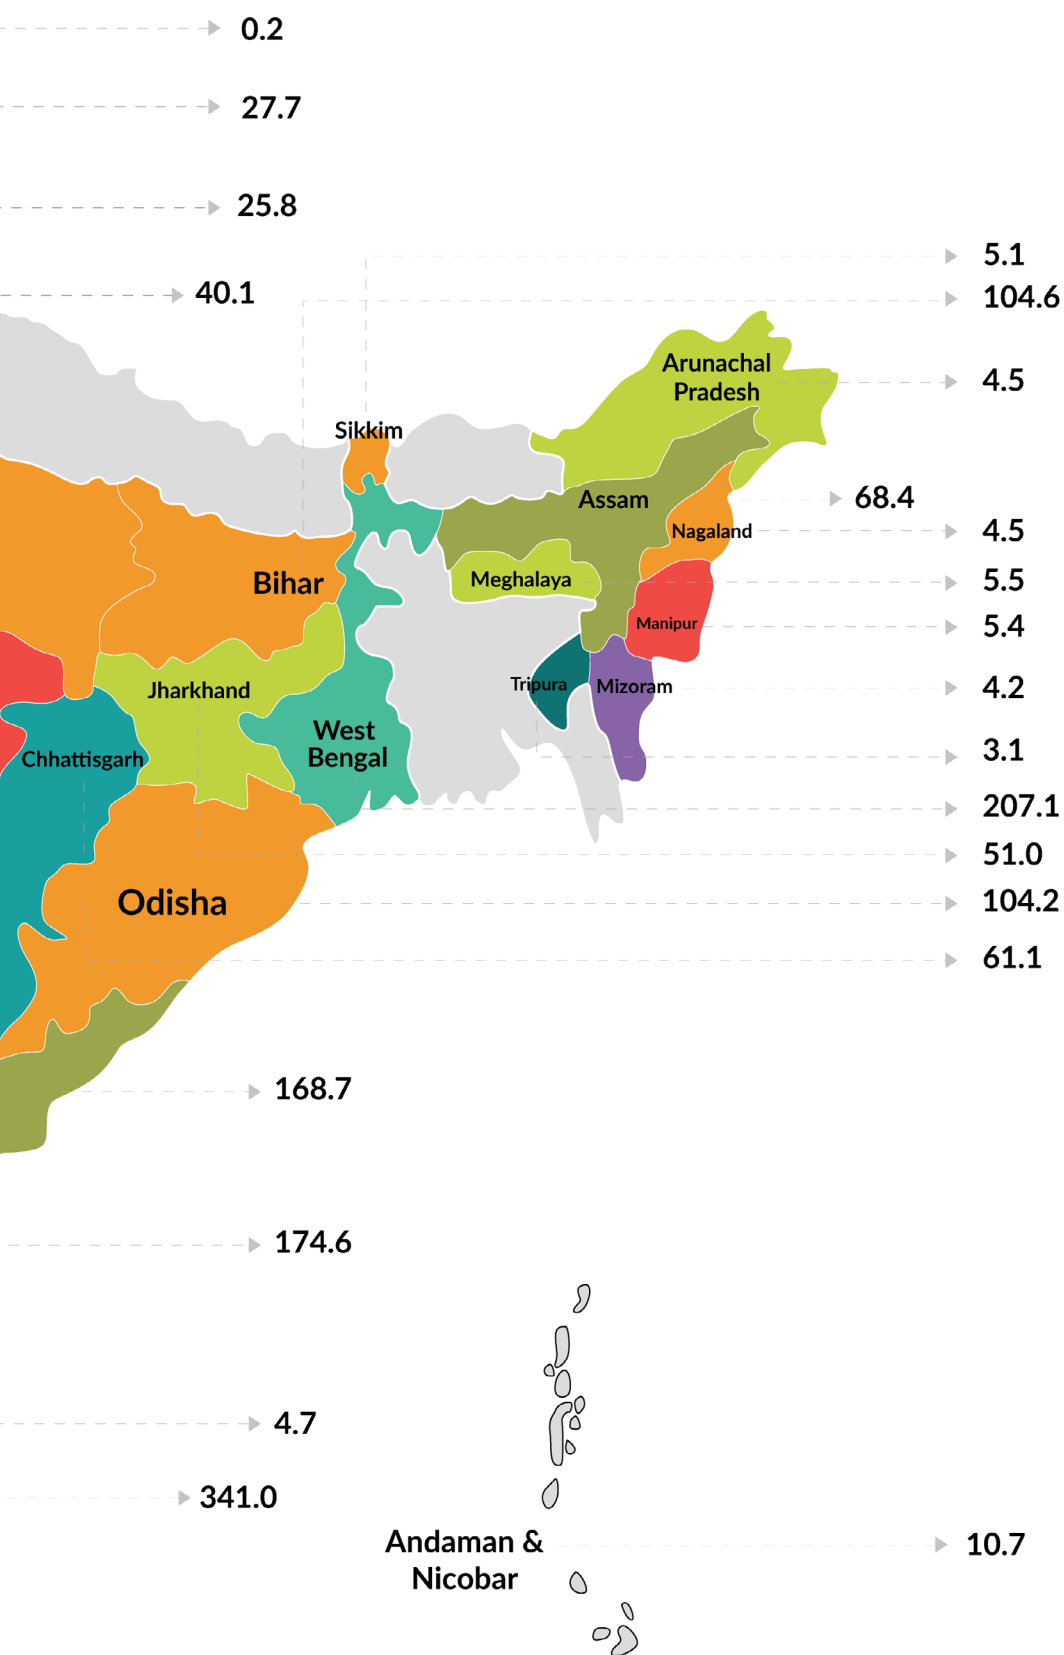 0.2
27.7
25.8
5.1
40.1
104.6
Arunachal
Pradesh
4.5
Sikkim
Assam
68.4
Nagaland
4.5
Bihar
Meghalaya
5.5
Manipur
5.4
Jharkhand
Tripura
Mizoram
4.2
West
Bengal
Chhattisgarh
3.1
207.1
51.0
Odisha
104.2
61.1
168.7
174.6
4.7
341.0
Andaman &
Nicobar
10.7